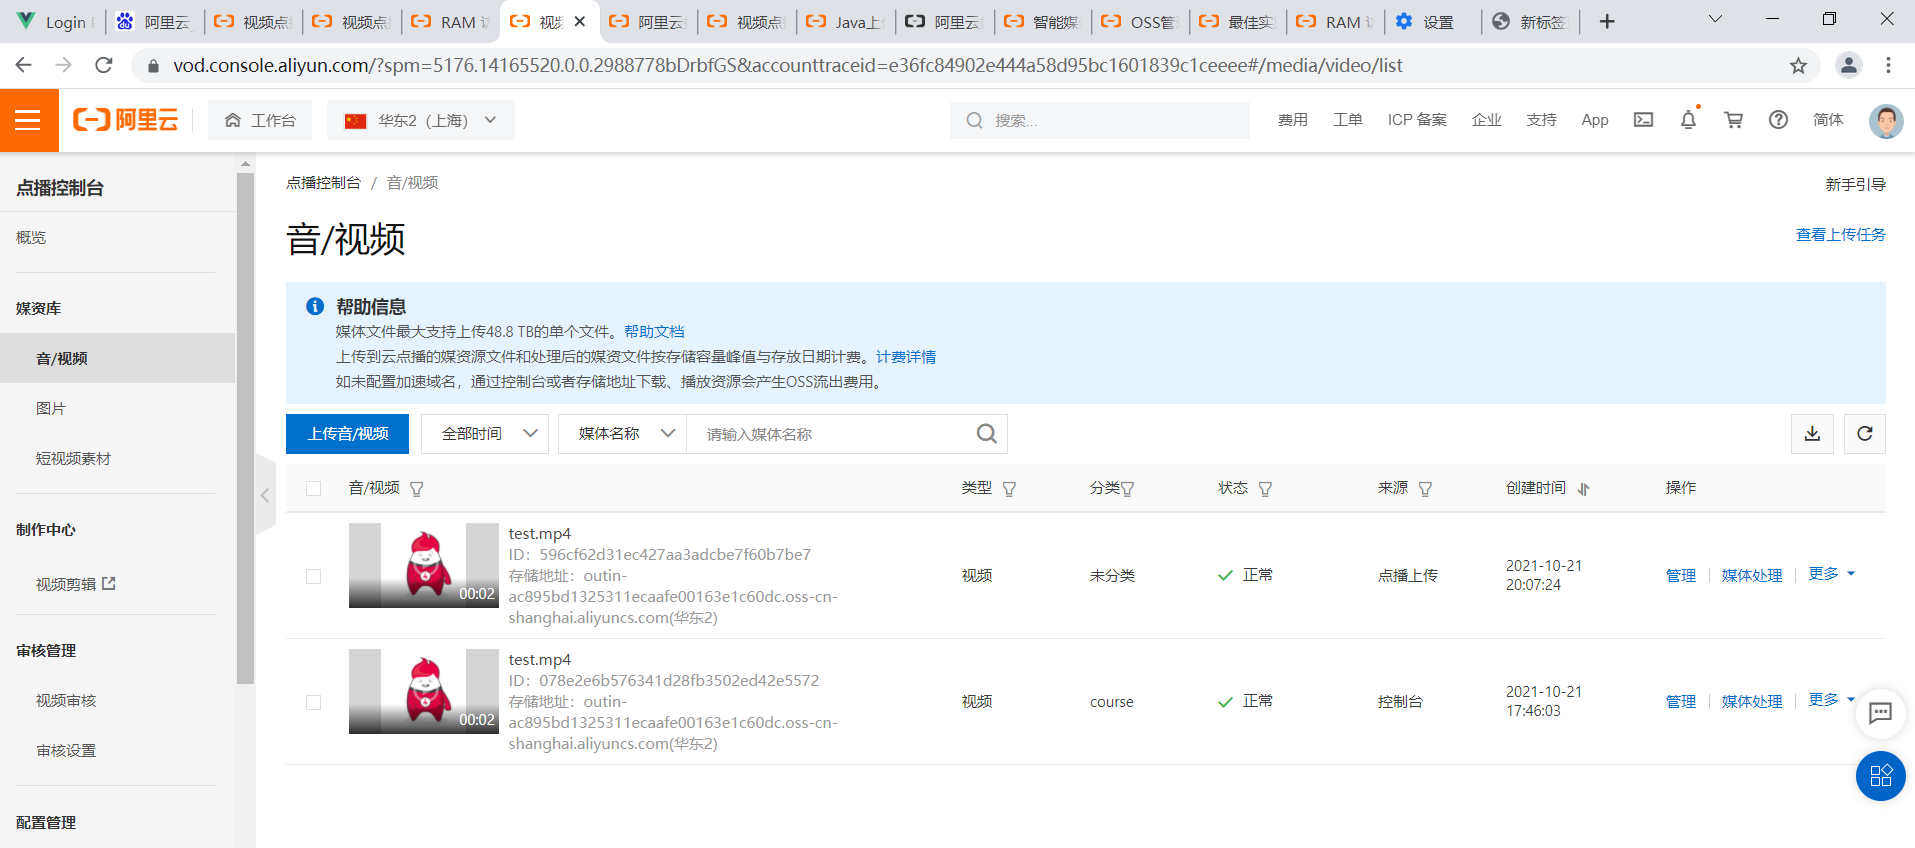 Login
阿里云
视频点
视频点
RAM
视频
阿里云
视频点
Java上
阿里云
智能媒
OSS管
最佳实
RAM
设置
新标签
vod.console.aliyun.com/?spm=5176.14165520.0.0.2988778bDrbfGS&accounttraceid=e36fc84902e444a58d95bc1601839c1ceeee#/media/video/list
阿里云
工作台
华东2（上海）
搜索...
费用
工单
ICP 备案
企业
支持
App
简体
点播控制台
概览
媒资库
音/视频
图片
短视频素材
制作中心
视频剪辑
审核管理
视频审核
审核设置
配置管理
点播控制台 / 音/视频
新手引导
音/视频
查看上传任务
帮助信息
媒体文件最大支持上传48.8 TB的单个文件。帮助文档
上传到云点播的媒资源文件和处理后的媒资文件按存储容量峰值与存放日期计费。计费详情
如未配置加速域名，通过控制台或者存储地址下载、播放资源会产生OSS流出费用。
上传音/视频
全部时间
媒体名称
请输入媒体名称
音/视频
类型
分类
状态
来源
创建时间
操作
00:02
test.mp4
ID：596cf62d31ec427aa3adcbe7f60b7be7
存储地址：outin-
ac895bd1325311ecaafe00163e1c60dc.oss-cn-
shanghai.aliyuncs.com(华东2)
视频
未分类
正常
点播上传
2021-10-21
20:07:24
管理
媒体处理
更多
00:02
test.mp4
ID：078e2e6b576341d28fb3502ed42e5572
存储地址：outin-
ac895bd1325311ecaafe00163e1c60dc.oss-cn-
shanghai.aliyuncs.com(华东2)
视频
course
正常
控制台
2021-10-21
17:46:03
管理
媒体处理
更多